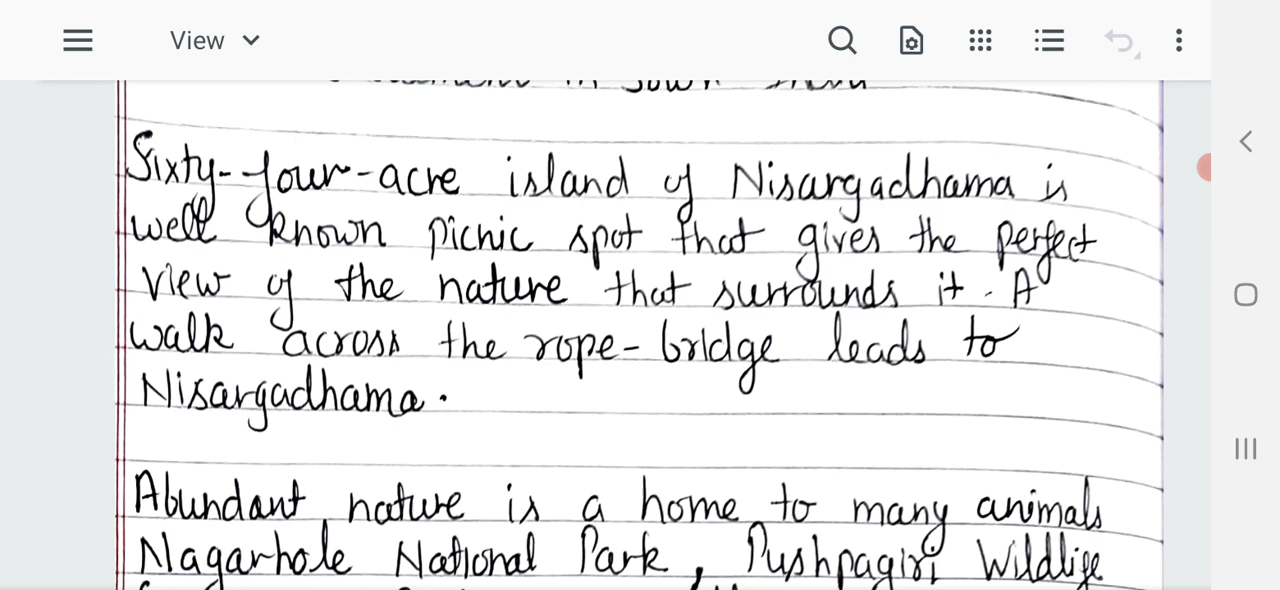 View
Sixty-four-acre island of Nisargadhama is
well known picnic spot that gives the perfect
view of the nature that surrounds it. A
walk across the rope-bridge leads to
Nisargadhama.
Abundant nature is a home to many animals
Nagarhole National Park, Pushpagiri Wildlife